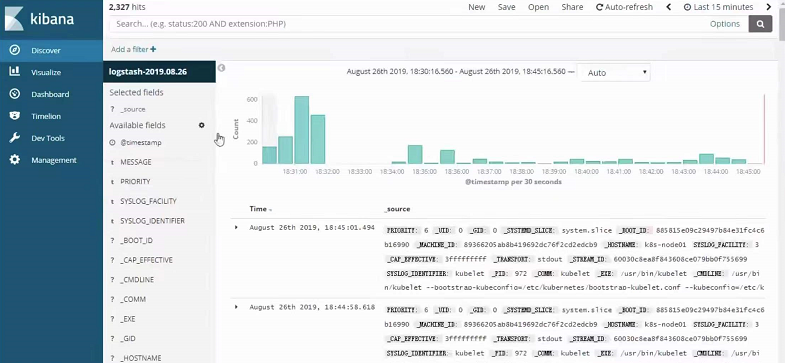 kibana
Discover
Visualize
Dashboard
Timelion
Dev Tools
Management
2,327 hits
New Save Open Share Auto-refresh Last 15 minutes
Search... (e.g. status:200 AND extension:PHP)
Options
Add a filter +
logstash-2019.08.26
Selected fields
? _source
Available fields
@timestamp
t MESSAGE
t PRIORITY
t SYSLOG_FACILITY
t SYSLOG_IDENTIFIER
? _BOOT_ID
? _CAP_EFFECTIVE
? _CMDLINE
? _COMM
? _EXE
? _GID
? _HOSTNAME
August 26th 2019, 18:30:16.560 - August 26th 2019, 18:45:16.560 — Auto
Count
600
400
200
0
18:31:00 18:32:00 18:33:00 18:34:00 18:35:00 18:36:00 18:37:00 18:38:00 18:39:00 18:40:00 18:41:00 18:42:00 18:43:00 18:44:00 18:45:00
@timestamp per 30 seconds
Time _source
August 26th 2019, 18:45:01.494
PRIORITY: 6 _UID: 0 _GID: 0 _SYSTEMD_SLICE: system.slice _BOOT_ID: 885815e09c29497b84e31fc4c6
b16990 _MACHINE_ID: 89366205ab8b419692dc76f2cd2edcb9 _HOSTNAME: k8s-node01 SYSLOG_FACILITY: 3
_CAP_EFFECTIVE: 3fffffffff _TRANSPORT: stdout _STREAM_ID: 60030c8ea8f343608ce079bb0f755699
SYSLOG_IDENTIFIER: kubelet _PID: 972 _COMM: kubelet _EXE: /usr/bin/kubelet _CMDLINE: /usr/bi
n/kubelet --bootstrap-kubeconfig=/etc/kubernetes/bootstrap-kubelet.conf --kubeconfig=/etc/k
August 26th 2019, 18:44:58.618
PRIORITY: 6 _UID: 0 _GID: 0 _SYSTEMD_SLICE: system.slice _BOOT_ID: 885815e09c29497b84e31fc4c6
b16990 _MACHINE_ID: 89366205ab8b419692dc76f2cd2edcb9 _HOSTNAME: k8s-node01 SYSLOG_FACILITY: 3
_CAP_EFFECTIVE: 3fffffffff _TRANSPORT: stdout _STREAM_ID: 60030c8ea8f343608ce079bb0f755699
SYSLOG_IDENTIFIER: kubelet _PID: 972 _COMM: kubelet _EXE: /usr/bin/kubelet _CMDLINE: /usr/bi